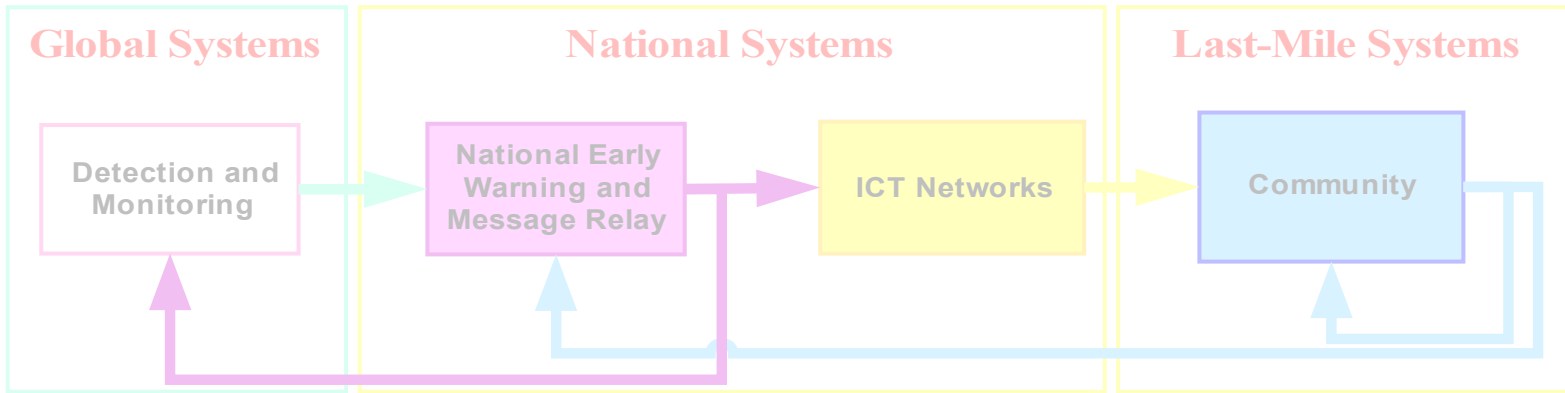 Global Systems
National Systems
Last-Mile Systems
Detection and
Monitoring
National Early
Warning and
Message Relay
ICT Networks
Community